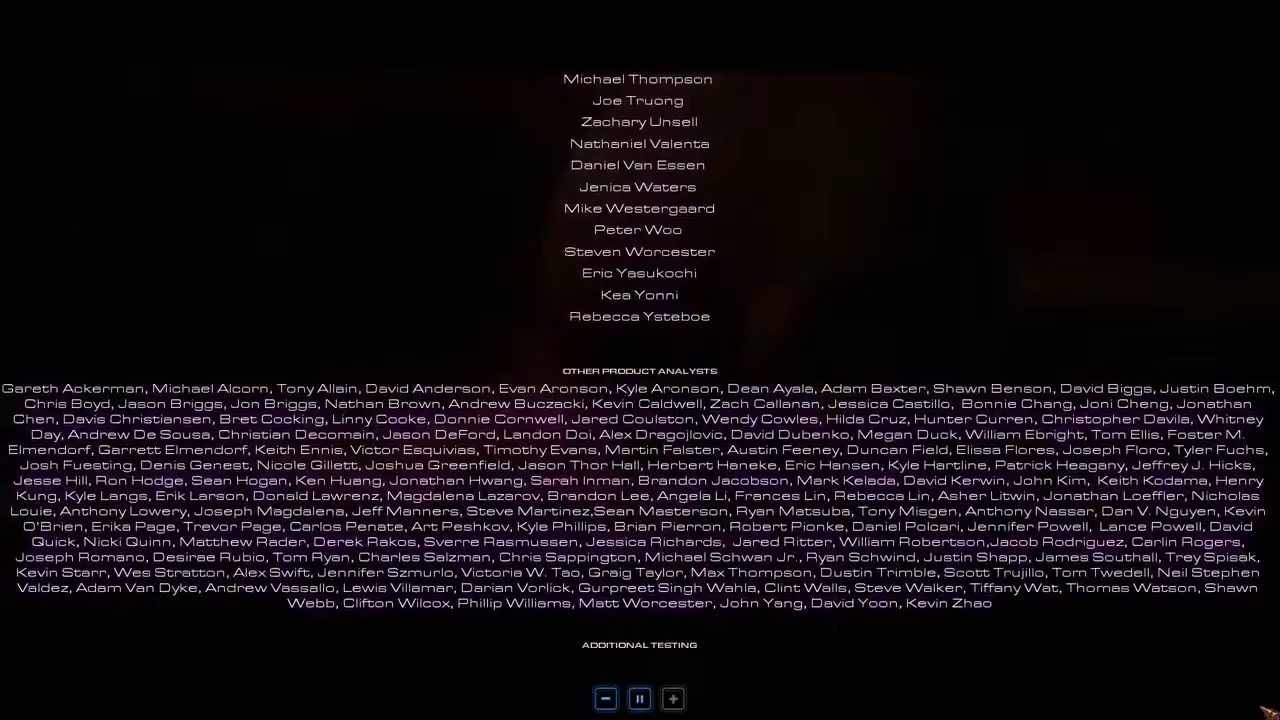 Michael Thompson
Joe Truong
Zachary Unsell
Nathaniel Valenta
Daniel Van Essen
Jenica Waters
Mike Westergaard
Peter Woo
Steven Worcester
Eric Yasukochi
Kea Yonni
Rebecca Ysteboe
OTHER PRODUCT ANALYSTS
Gareth Ackerman, Michael Alcorn, Tony Allain, David Anderson, Evan Aronson, Kyle Aronson, Dean Ayala, Adam Baxter, Shawn Benson, David Biggs, Justin Boehm,
Chris Boyd, Jason Briggs, Jon Briggs, Nathan Brown, Andrew Buczacki, Kevin Caldwell, Zach Callanan, Jessica Castillo, Bonnie Chang, Joni Cheng, Jonathan
Chen, Davis Christiansen, Bret Cocking, Linny Cooke, Donnie Cornwell, Jared Coulston, Wendy Cowles, Hilda Cruz, Hunter Curren, Christopher Davila, Whitney
Day, Andrew De Sousa, Christian Decomain, Jason DeFord, Landon Doi, Alex Dragojlovic, David Dubenko, Megan Duck, William Ebright, Tom Ellis, Foster M.
Elmendorf, Garrett Elmendorf, Keith Ennis, Victor Esquivias, Timothy Evans, Martin Falster, Austin Feeney, Duncan Field, Elissa Flores, Joseph Floro, Tyler Fuchs,
Josh Fuesting, Denis Genest, Nicole Gillett, Joshua Greenfield, Jason Thor Hall, Herbert Haneke, Eric Hansen, Kyle Hartline, Patrick Heagany, Jeffrey J. Hicks,
Jesse Hill, Ron Hodge, Sean Hogan, Ken Huang, Jonathan Hwang, Sarah Inman, Brandon Jacobson, Mark Kelada, David Kerwin, John Kim, Keith Kodama, Henry
Kung, Kyle Langs, Erik Larson, Donald Lawrenz, Magdalena Lazarov, Brandon Lee, Angela Li, Frances Lin, Rebecca Lin, Asher Litwin, Jonathan Loeffler, Nicholas
Louie, Anthony Lowery, Joseph Magdalena, Jeff Manners, Steve Martinez,Sean Masterson, Ryan Matsuba, Tony Misgen, Anthony Nassar, Dan V. Nguyen, Kevin
O'Brien, Erika Page, Trevor Page, Carlos Penate, Art Peshkov, Kyle Phillips, Brian Pierron, Robert Pionke, Daniel Polcari, Jennifer Powell, Lance Powell, David
Quick, Nicki Quinn, Matthew Rader, Derek Rakos, Sverre Rasmussen, Jessica Richards, Jared Ritter, William Robertson,Jacob Rodriguez, Carlin Rogers,
Joseph Romano, Desirae Rubio, Tom Ryan, Charles Salzman, Chris Sappington, Michael Schwan Jr., Ryan Schwind, Justin Shapp, James Southall, Trey Spisak,
Kevin Starr, Wes Stratton, Alex Swift, Jennifer Szmurlo, Victoria W. Tao, Graig Taylor, Max Thompson, Dustin Trimble, Scott Trujillo, Tom Twedell, Neil Stephen
Valdez, Adam Van Dyke, Andrew Vassallo, Lewis Villamar, Darian Vorlick, Gurpreet Singh Wahla, Clint Walls, Steve Walker, Tiffany Wat, Thomas Watson, Shawn
Webb, Clifton Wilcox, Phillip Williams, Matt Worcester, John Yang, David Yoon, Kevin Zhao
ADDITIONAL TESTING